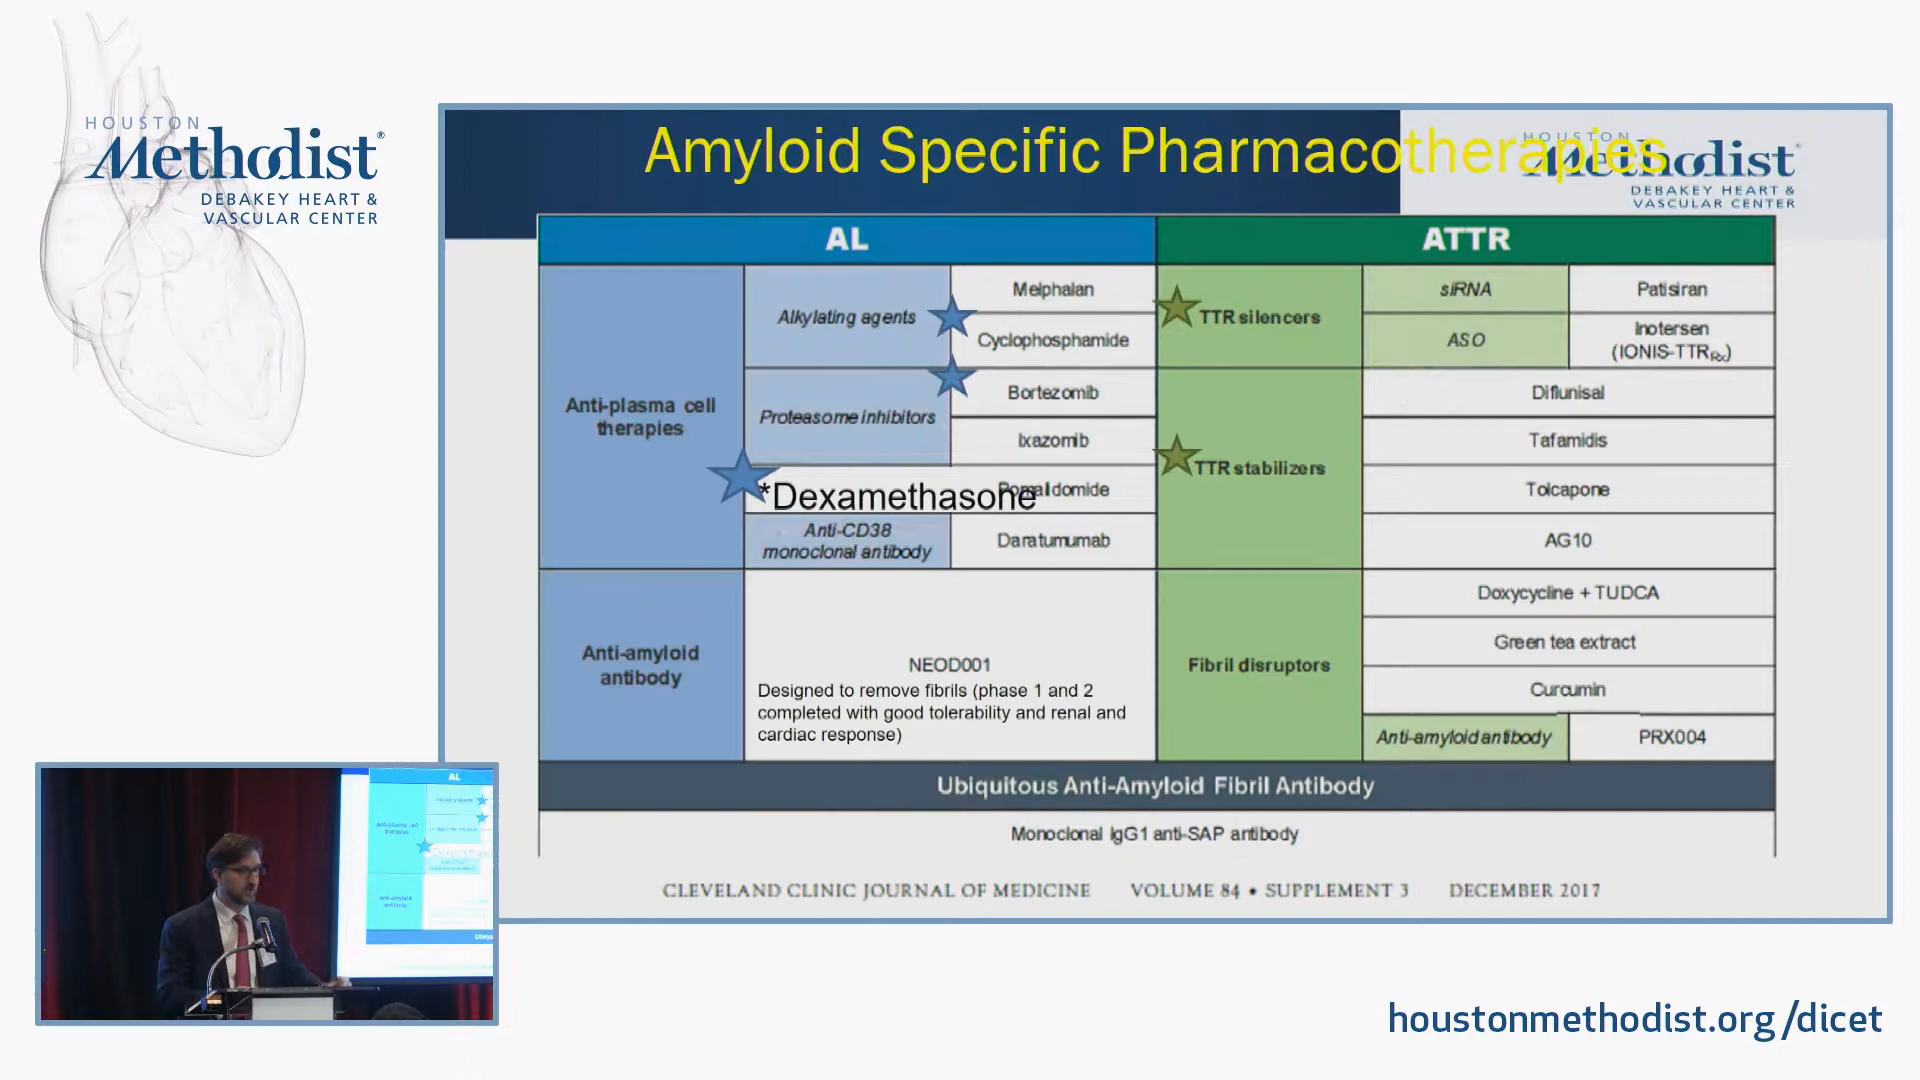 HOUSTON
Methodist®
DEBAKEY HEART &
VASCULAR CENTER
Amyloid Specific Pharmacotherapies
HOUSTON
Methodist
DEBAKEY HEART &
VASCULAR CENTER
AL
ATTR
Anti-plasma cell
therapies
Alkylating agents
Melphalan
Cyclophosphamide
Proteasome inhibitors
Bortezomib
Ixazomib
*Dexamethasone
Pomalidomide
Anti-CD38
monoclonal antibody
Daratumumab
TTR silencers
siRNA
Patisiran
ASO
Inotersen
(IONIS-TTRRx)
TTR stabilizers
Diflunisal
Tafamidis
Tolcapone
AG10
Anti-amyloid
antibody
NEOD001
Designed to remove fibrils (phase 1 and 2
completed with good tolerability and renal and
cardiac response)
Fibril disruptors
Doxycycline + TUDCA
Green tea extract
Curcumin
Anti-amyloid antibody
PRX004
Ubiquitous Anti-Amyloid Fibril Antibody
Monoclonal IgG1 anti-SAP antibody
CLEVELAND CLINIC JOURNAL OF MEDICINE VOLUME 84 • SUPPLEMENT 3 DECEMBER 2017
AL
houstonmethodist.org/dicet